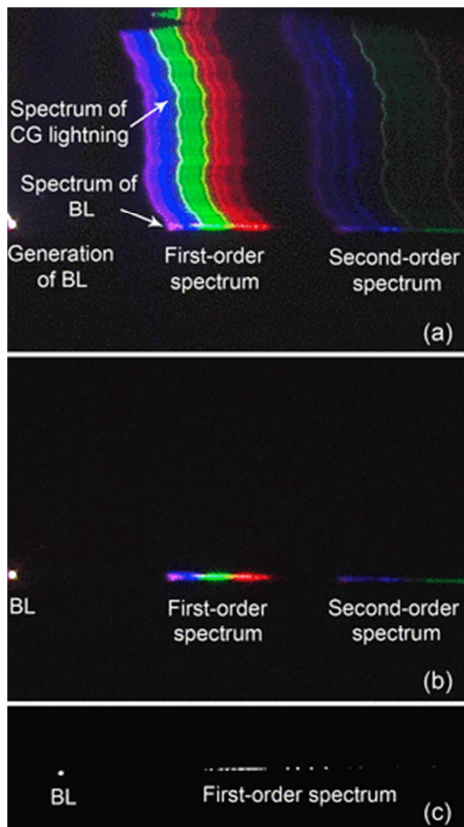 Spectrum of
CG lightning
Spectrum of
BL
Generation
of BL
First-order
spectrum
Second-order
spectrum
(a)
BL
First-order
spectrum
Second-order
spectrum
(b)
BL
First-order spectrum
(c)